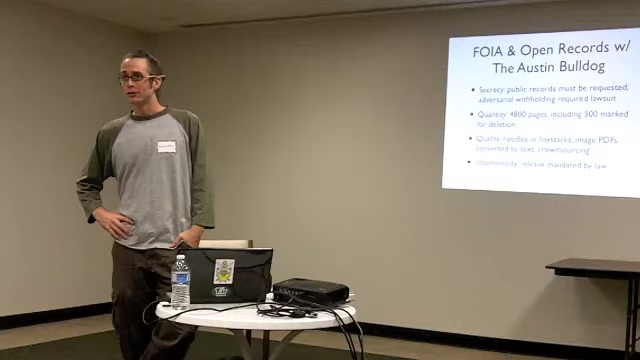 FOIA & Open Records w/
The Austin Bulldog
• Secrecy: public records must be requested,
adversarial withholding required lawsuit
• Quantity: 4800 pages, including 500 marked
for deletion
• Quality: needles in haystacks, image PDFs
converted to text, crowdsourcing
release mandated by law